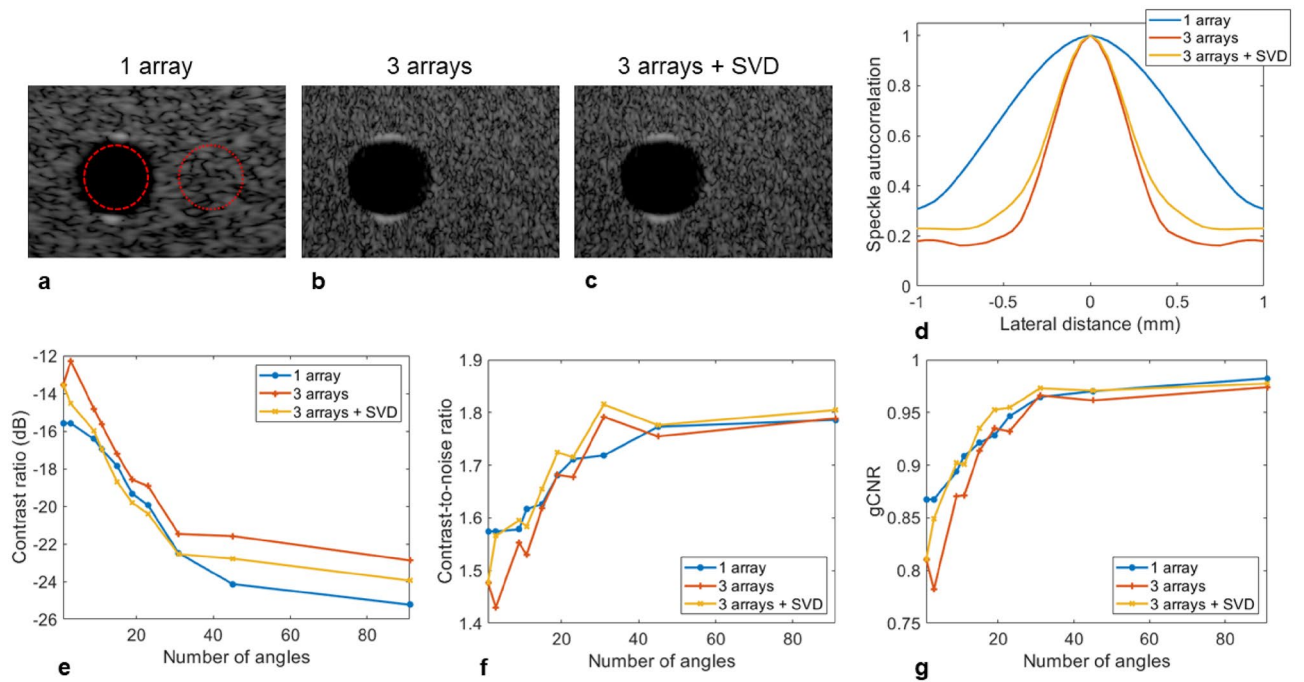 1 array
3 arrays
3 arrays + SVD
a
b
c
1
0.8
0.6
0.4
0.2
0
-1
-0.5
0
0.5
1
Speckle autocorrelation
Lateral distance (mm)
1 array
3 arrays
3 arrays + SVD
d
-12
-14
-16
-18
-20
-22
-24
-26
20
40
60
80
Contrast ratio (dB)
Number of angles
1 array
3 arrays
3 arrays + SVD
e
1.9
1.8
1.7
1.6
1.5
1.4
20
40
60
80
Contrast-to-noise ratio
Number of angles
1 array
3 arrays
3 arrays + SVD
f
1
0.95
0.9
0.85
0.8
0.75
20
40
60
80
gCNR
Number of angles
1 array
3 arrays
3 arrays + SVD
g